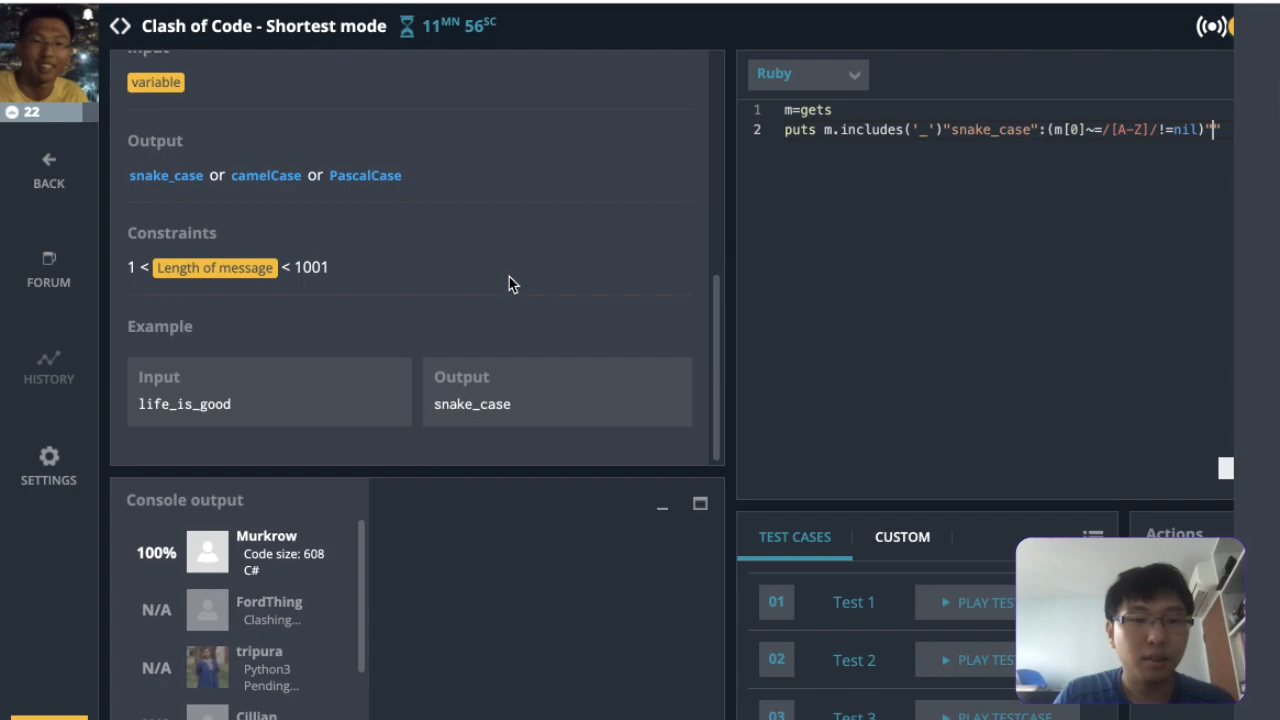 Clash of Code - Shortest mode 11MN 56SC
22
BACK
FORUM
HISTORY
SETTINGS
Input
variable
Output
snake_case or camelCase or PascalCase
Constraints
1 < Length of message < 1001
Example
Input
life_is_good
Output
snake_case
Console output
100%
Murkrow
Code size: 608
C#
N/A
FordThing
Clashing...
N/A
tripura
Python3
Pending...
Cillian
Ruby
1 m=gets
2 puts m.includes('_')"snake_case":(m[0]~=/[A-Z]/!=nil)""
TEST CASES
CUSTOM
01 Test 1 PLAY TES
02 Test 2 PLAY TES
03 Test 3 PLAY TESTCASE
Actions